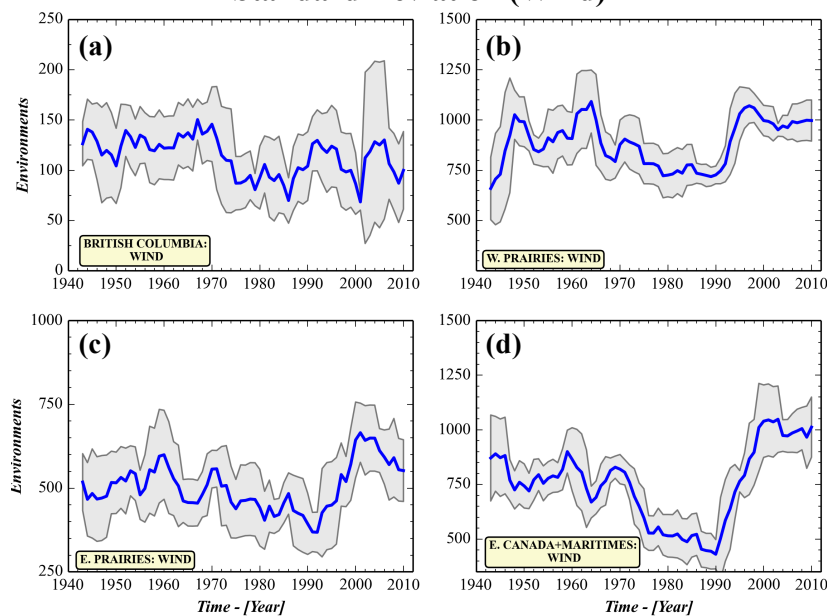 (a)
250
200
150
100
50
0
Environments
BRITISH COLUMBIA:
WIND
1940 1950 1960 1970 1980 1990 2000 2010
(b)
1500
1250
1000
750
500
W. PRAIRIES: WIND
1940 1950 1960 1970 1980 1990 2000 2010
(c)
1000
750
500
250
Environments
E. PRAIRIES: WIND
1940 1950 1960 1970 1980 1990 2000 2010
Time - [Year]
(d)
1500
1250
1000
750
500
E. CANADA+MARITIMES:
WIND
1940 1950 1960 1970 1980 1990 2000 2010
Time - [Year]